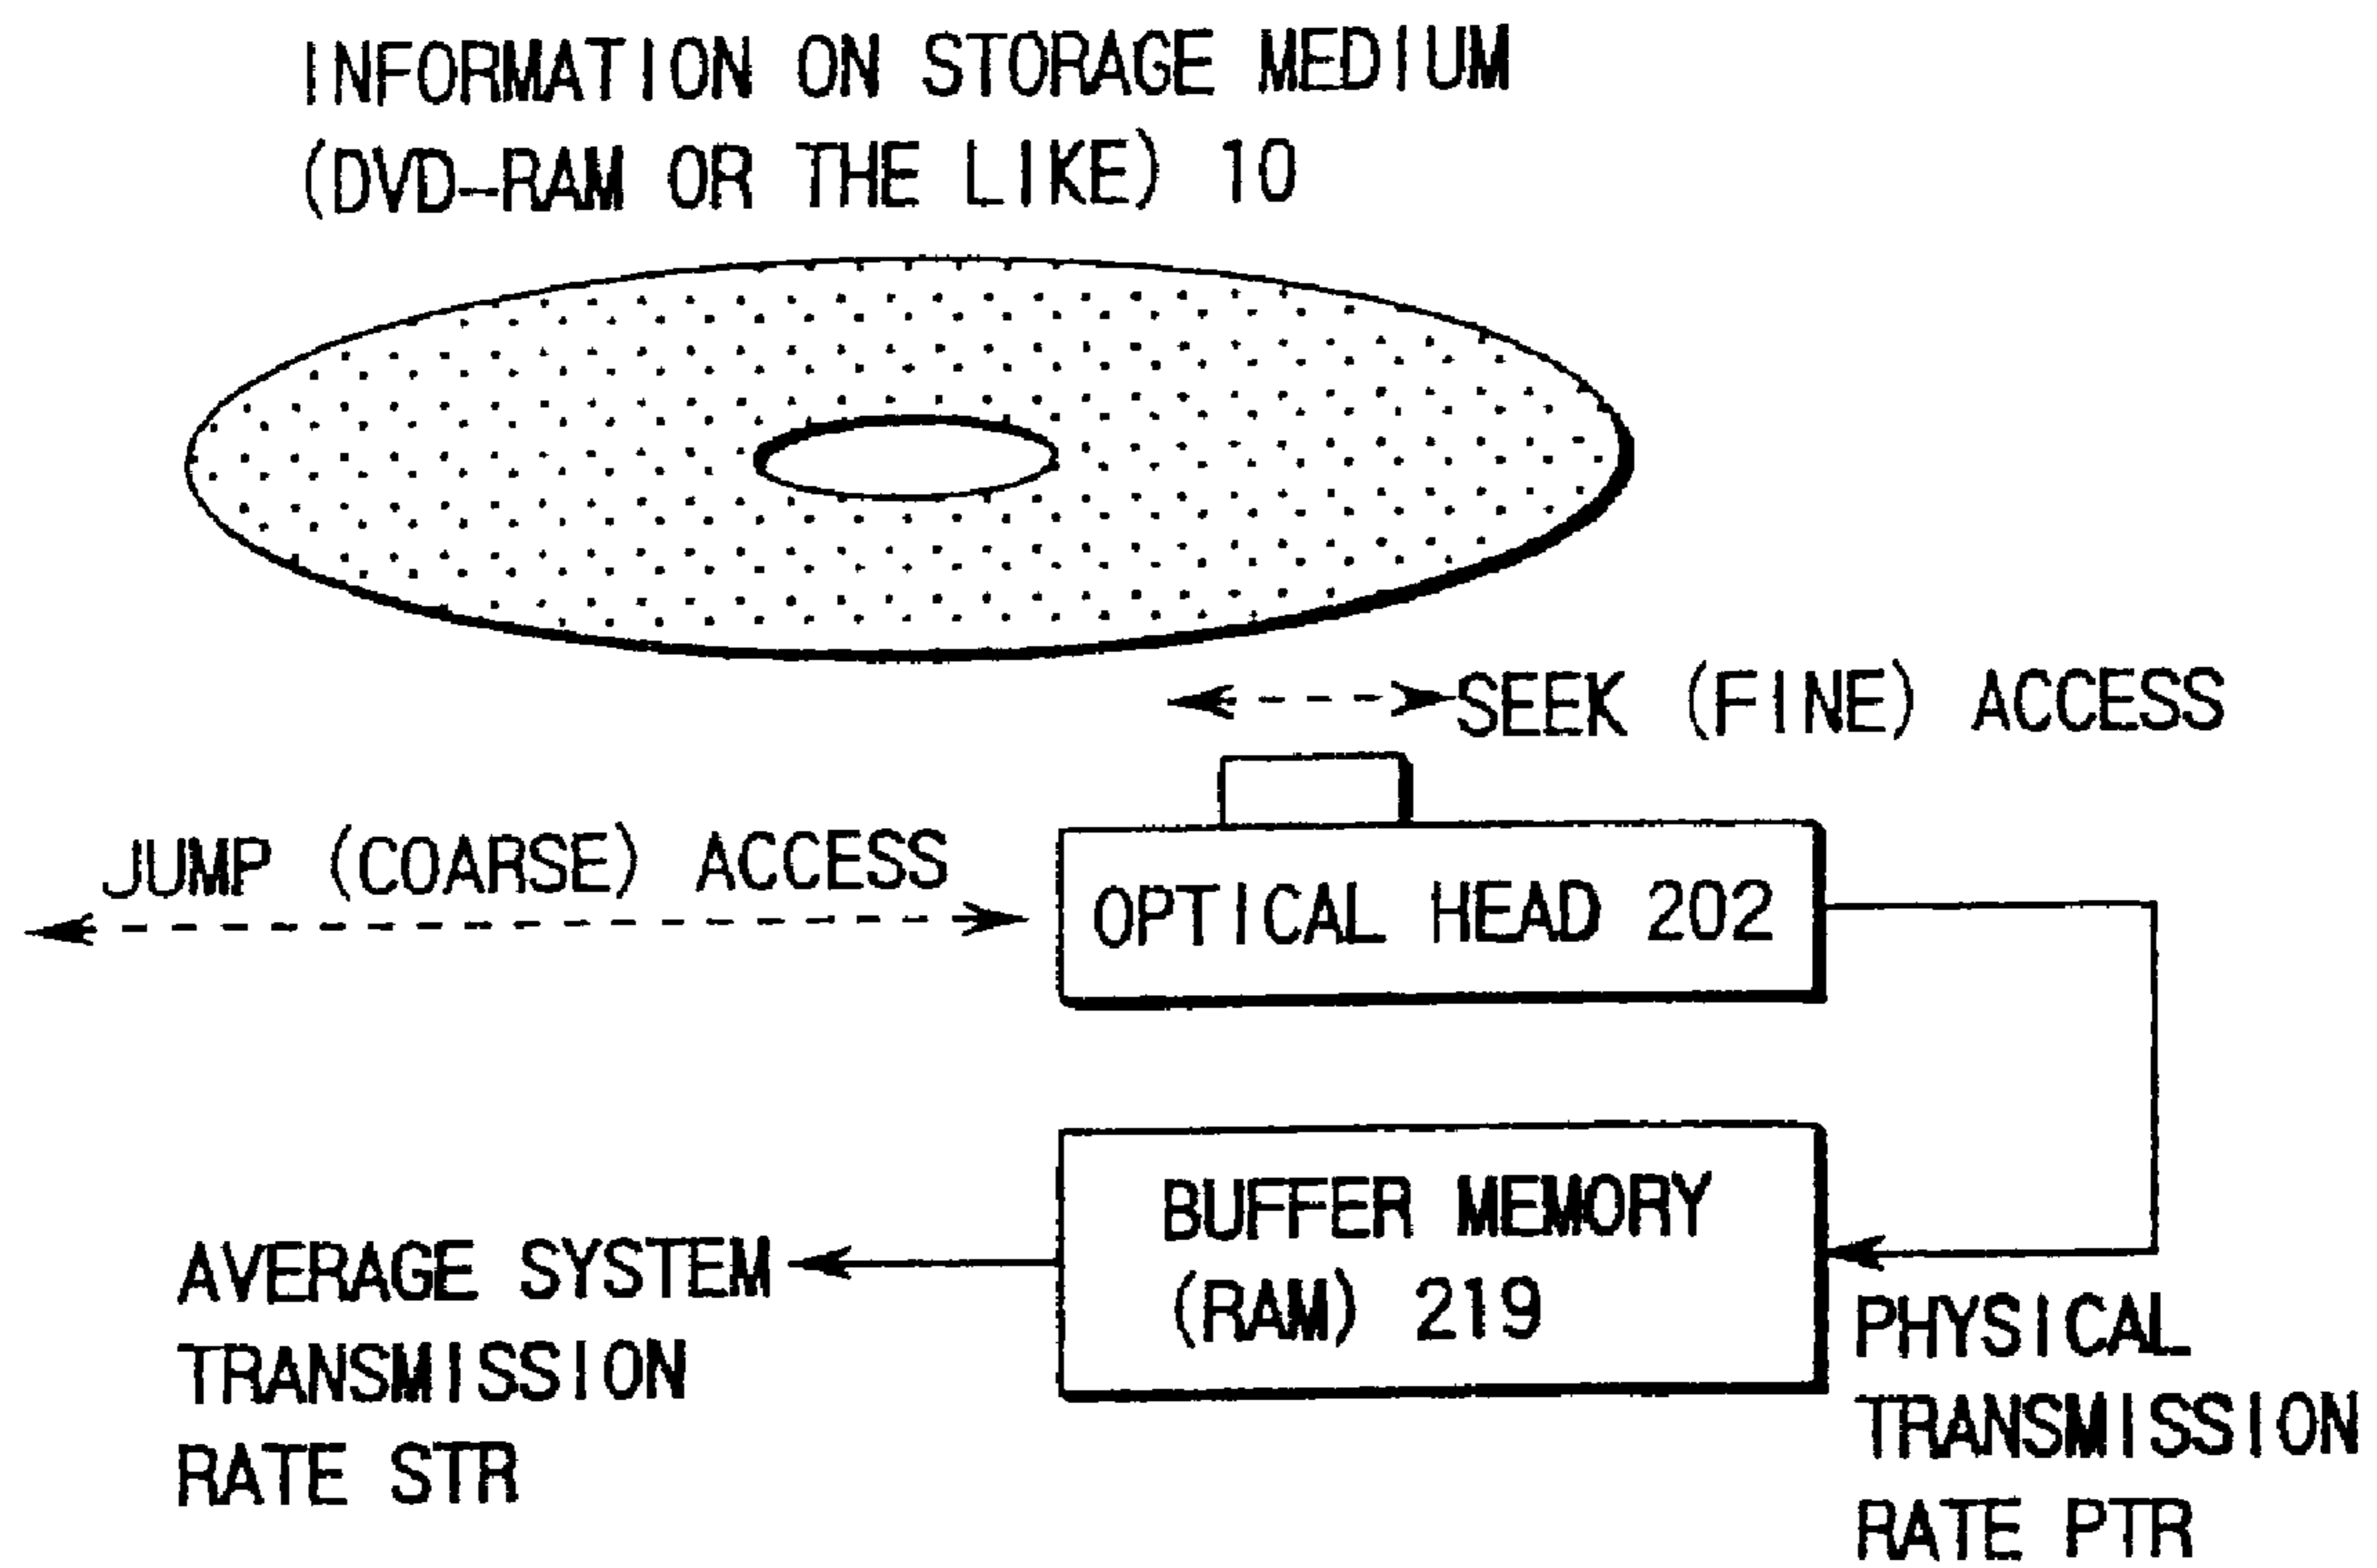 INFORMATION ON STORAGE MEDIUM
(DVD-RAM OR THE LIKE) 10
SEEK (FINE) ACCESS
JUMP (COARSE) ACCESS
OPTICAL HEAD 202
BUFFER MEMORY
(RAM) 219
AVERAGE SYSTEM
TRANSMISSION
RATE STR
PHYSICAL
TRANSMISSION
RATE PTR